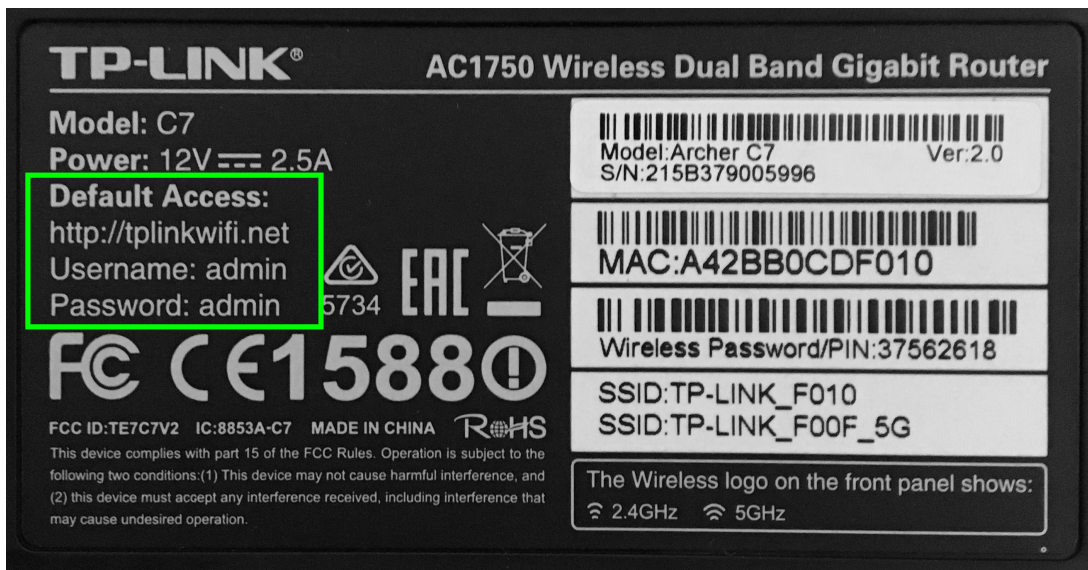 TP-LINK®
AC1750 Wireless Dual Band Gigabit Router
Model: C7
Power: 12V 2.5A
Default Access:
http://tplinkwifi.net
Username: admin
Password: admin
5734
EAC
FC CE1588
FCC ID:TE7C7V2 IC:8853A-C7 MADE IN CHINA RoHS
This device complies with part 15 of the FCC Rules. Operation is subject to the
following two conditions:(1) This device may not cause harmful interference, and
(2) this device must accept any interference received, including interference that
may cause undesired operation.
Model:Archer C7 Ver:2.0
S/N:215B379005996
MAC:A42BB0CDF010
Wireless Password/PIN:37562618
SSID:TP-LINK_F010
SSID:TP-LINK_F00F_5G
The Wireless logo on the front panel shows:
2.4GHz 5GHz